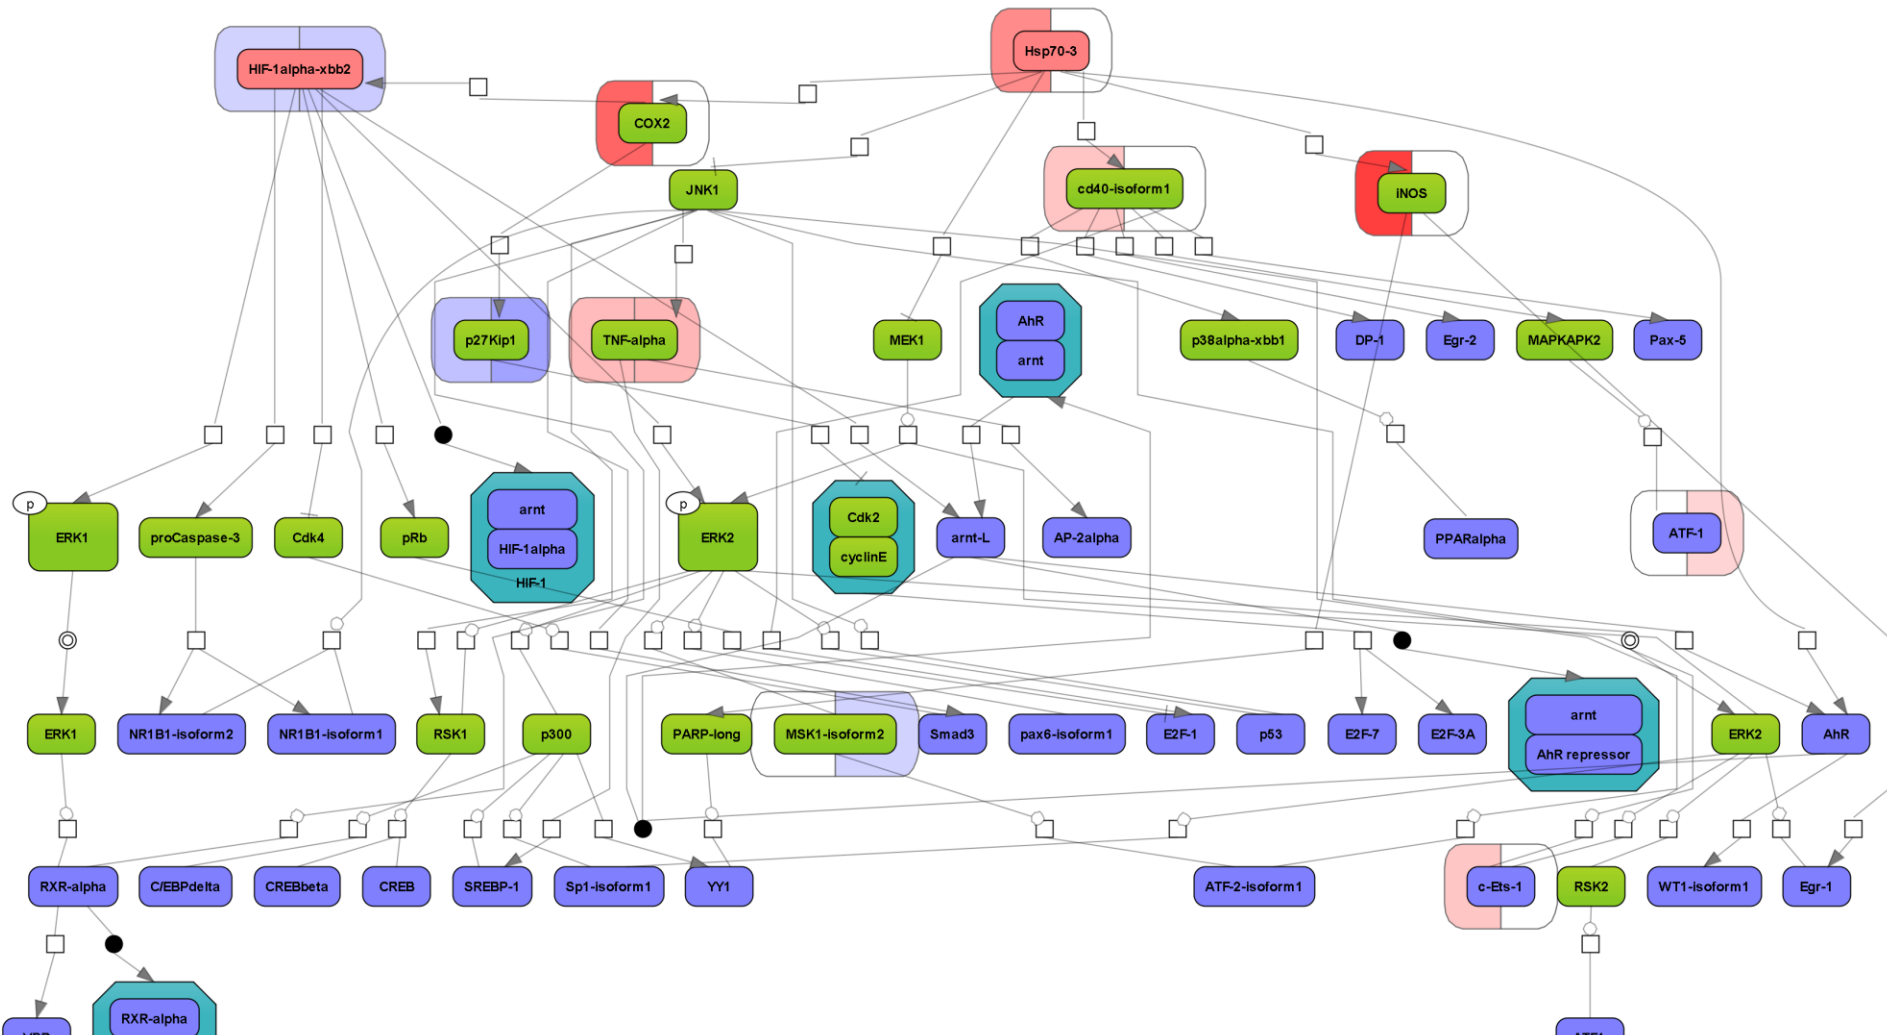 Hsp70-3
HIF-1alpha-xbb2
COX2
JNK1
cd40-isoform1
iNOS
p27Kip1
TNF-alpha
MEK1
AhR
arnt
p38alpha-xbb1
DP-1
Egr-2
MAPKAPK2
Pax-5
p
ERK1
proCaspase-3
Cdk4
pRb
arnt
HIF-1alpha
HIF-1
p
ERK2
Cdk2
cyclinE
arnt-L
AP-2alpha
PPARalpha
ATF-1
ERK1
NR1B1-isoform2
NR1B1-isoform1
RSK1
p300
PARP-long
MSK1-isoform2
Smad3
pax6-isoform1
E2F-1
p53
E2F-7
E2F-3A
arnt
AhR repressor
ERK2
AhR
RXR-alpha
C/EBPdelta
CREBbeta
CREB
SREBP-1
Sp1-isoform1
YY1
ATF-2-isoform1
c-Ets-1
RSK2
WT1-isoform1
Egr-1
RXR-alpha